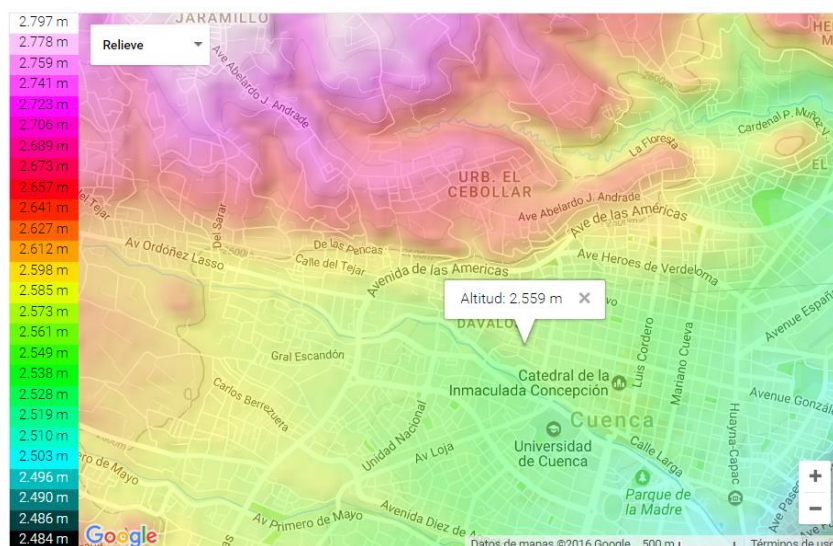 2.797 m
2.778 m
2.759 m
2.741 m
2.723 m
2.706 m
2.689 m
2.673 m
2.657 m
2.641 m
2.627 m
2.612 m
2.598 m
2.585 m
2.573 m
2.561 m
2.549 m
2.538 m
2.528 m
2.519 m
2.510 m
2.503 m
2.496 m
2.490 m
2.486 m
2.484 m
Relieve
JARAMILLO
Ave Abelardo J. Andrade
Cardenal P. Muñoz V.
La Floresta
EL
URB. EL
CEBOLLAR
Ave Abelardo J. Andrade
Ave de las Américas
del Tejar
Del Sarar
Av Ordóñez Lasso
De las Pencas
Calle del Tejar
Avenida de las Americas
Ave Heroes de Verdeloma
Altitud: 2.559 m
Avenue España
Gral Escandón
Luis Cordero
Mariano Cueva
Catedral de la
Inmaculada Concepción
Carlos Berrezueta
Avenue González
Cuenca
Huayna-Capac
Unidad Nacional
Av Loja
Universidad
de Cuenca
Calle Larga
Parque de
la Madre
Ave
ro de Mayo
Av Primero de Mayo
Avenida Diez de
Google
Datos de mapas ©2016 Google
500 m
Términos de uso